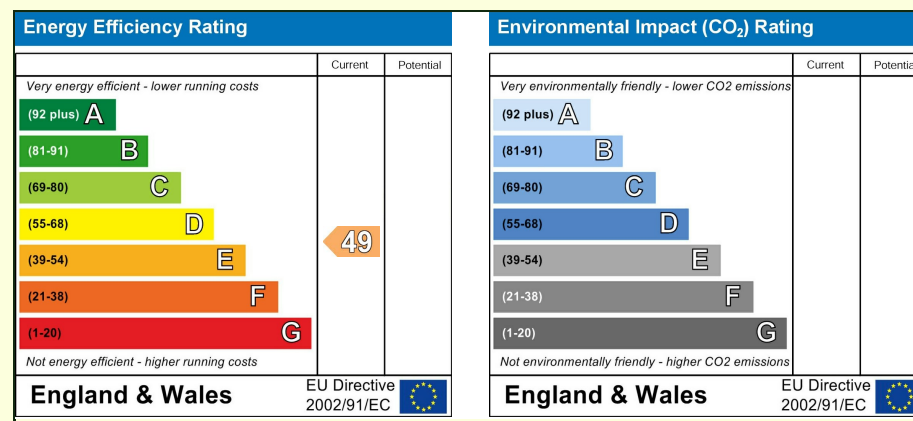 Energy Efficiency Rating
Current Potential
Very energy efficient - lower running costs
(92 plus) A
(81-91) B
(69-80) C
(55-68) D
49
(39-54) E
(21-38) F
(1-20) G
Not energy efficient - higher running costs
England & Wales
EU Directive
2002/91/EC
Environmental Impact (CO₂) Rating
Current Potential
Very environmentally friendly - lower CO2 emissions
(92 plus) A
(81-91) B
(69-80) C
(55-68) D
(39-54) E
(21-38) F
(1-20) G
Not environmentally friendly - higher CO2 emissions
England & Wales
EU Directive
2002/91/EC